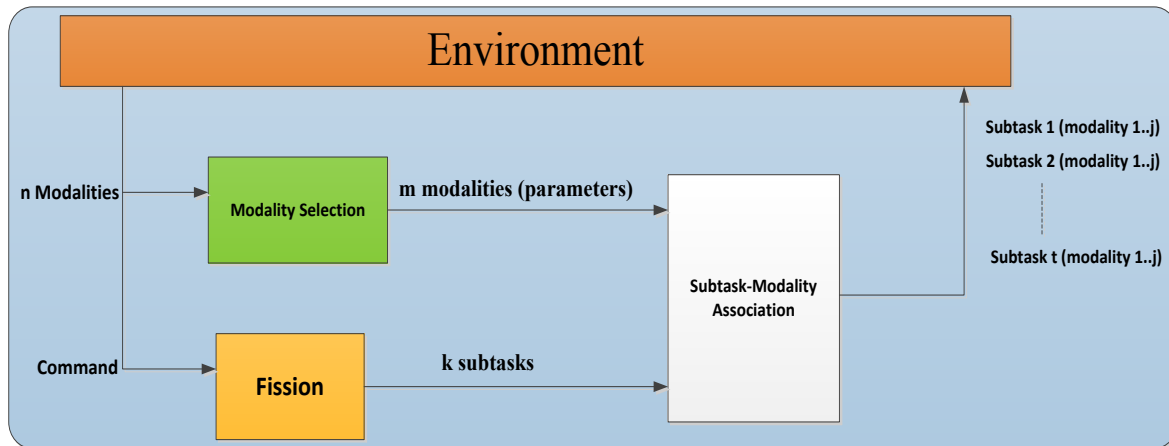 Environment
Subtask 1 (modality 1..j)
Subtask 2 (modality 1..j)
Subtask t (modality 1..j)
n Modalities
Modality Selection
m modalities (parameters)
Subtask-Modality
Association
Command
Fission
k subtasks